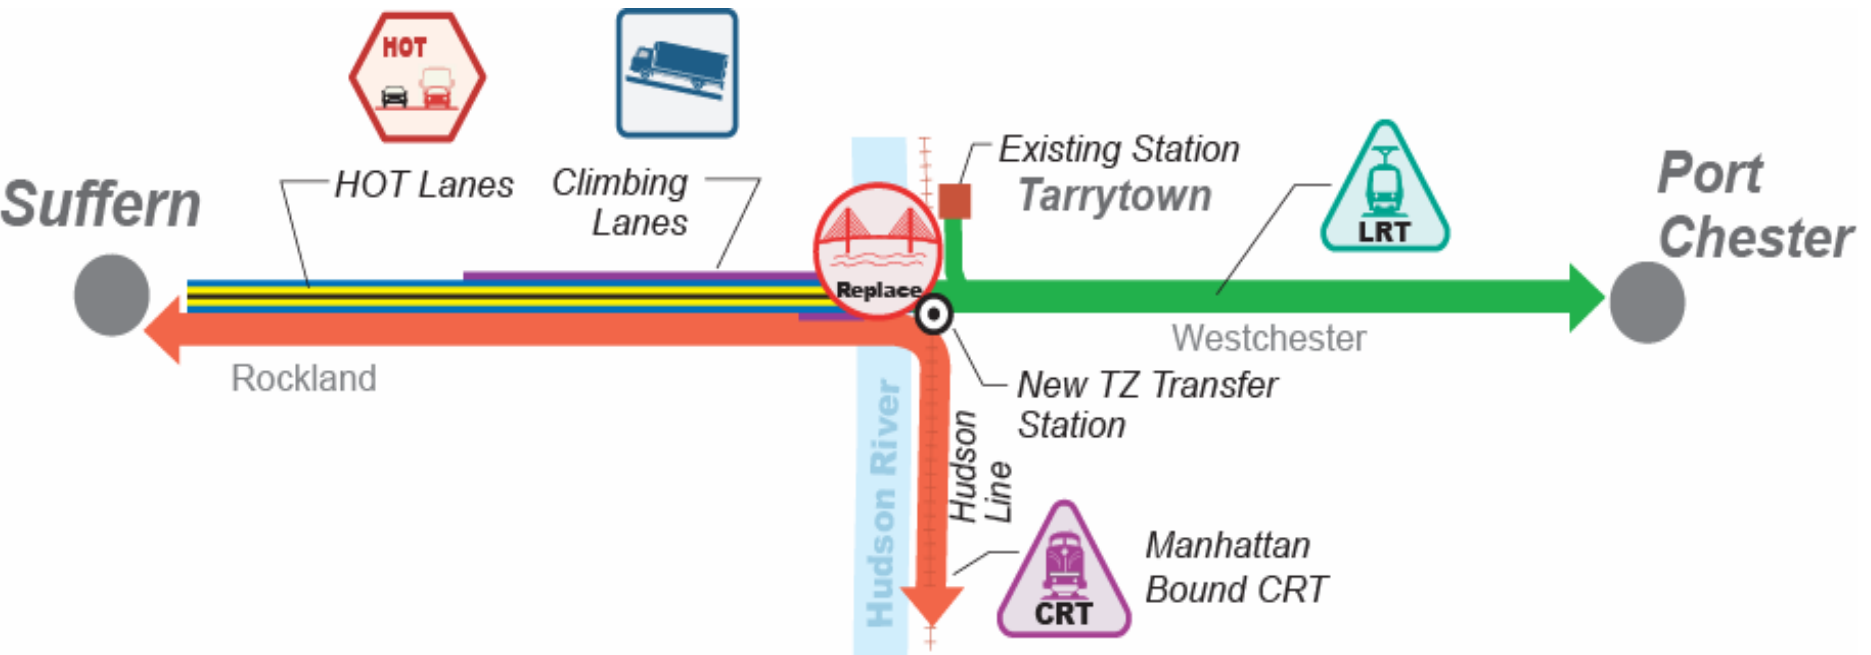 HOT
Suffern
HOT Lanes
Climbing
Lanes
Existing Station
Tarrytown
LRT
Port
Chester
Replace
Westchester
Rockland
New TZ Transfer
Station
Hudson River
Hudson
Line
CRT
Manhattan
Bound CRT